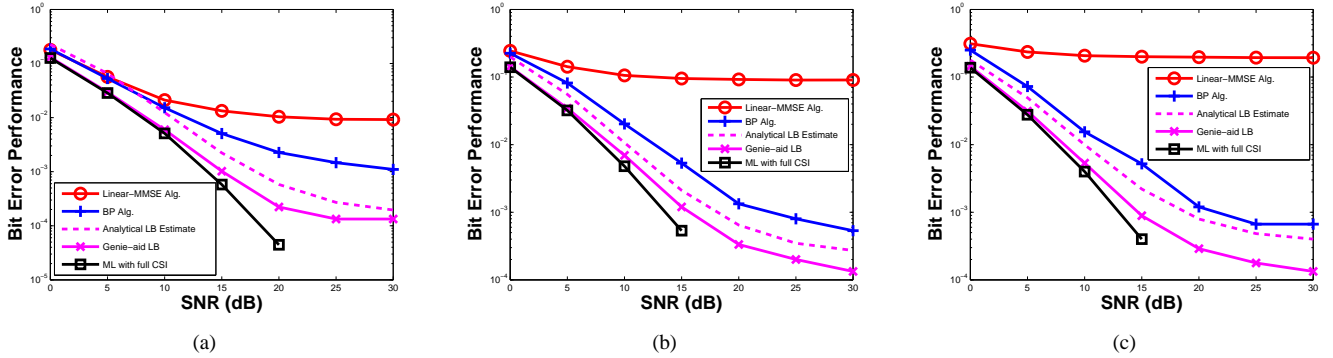 Bit Error Performance
10^0
10^-1
10^-2
10^-3
10^-4
10^-5
Linear−MMSE Alg.
BP Alg.
Analytical LB Estimate
Genie−aid LB
ML with full CSI
0 5 10 15 20 25 30
SNR (dB)
(a)
Bit Error Performance
10^0
10^-1
10^-2
10^-3
10^-4
Linear−MMSE Alg.
BP Alg.
Analytical LB Estimate
Genie−aid LB
ML with full CSI
0 5 10 15 20 25 30
SNR (dB)
(b)
Bit Error Performance
10^0
10^-1
10^-2
10^-3
10^-4
Linear−MMSE Alg.
BP Alg.
Analytical LB Estimate
Genie−aid LB
ML with full CSI
0 5 10 15 20 25 30
SNR (dB)
(c)